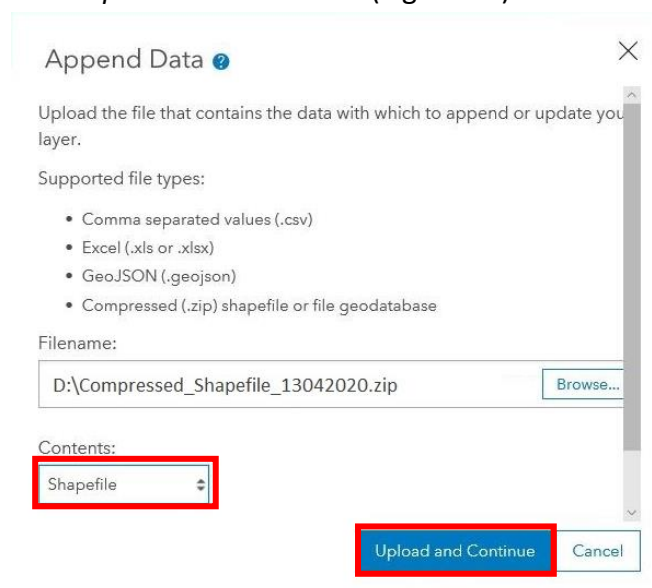 Append Data
Upload the file that contains the data with which to append or update you
layer.
Supported file types:
• Comma separated values (.csv)
• Excel (.xls or .xlsx)
• GeoJSON (.geojson)
• Compressed (.zip) shapefile or file geodatabase
Filename:
D:\Compressed_Shapefile_13042020.zip
Browse...
Contents:
Shapefile
Upload and Continue
Cancel